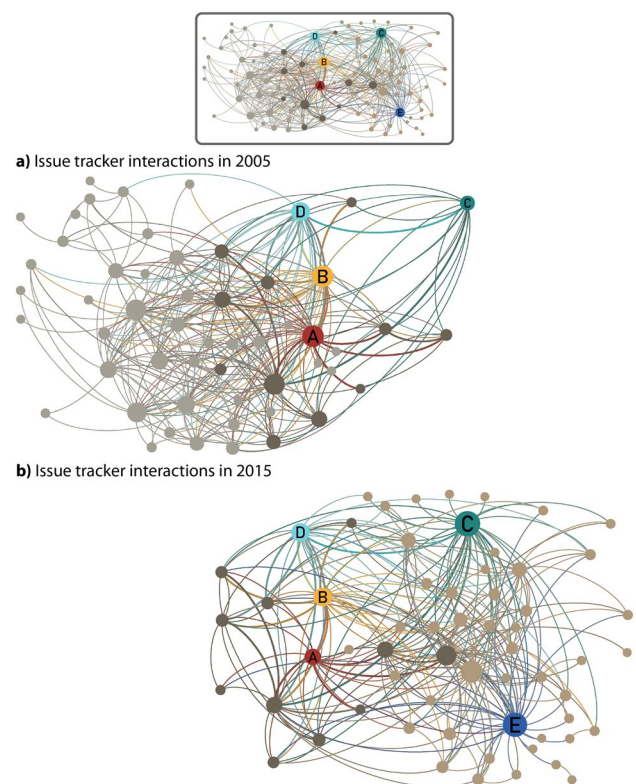 D
C
B
A
E
a) Issue tracker interactions in 2005
D
C
B
A
b) Issue tracker interactions in 2015
D
C
B
A
E